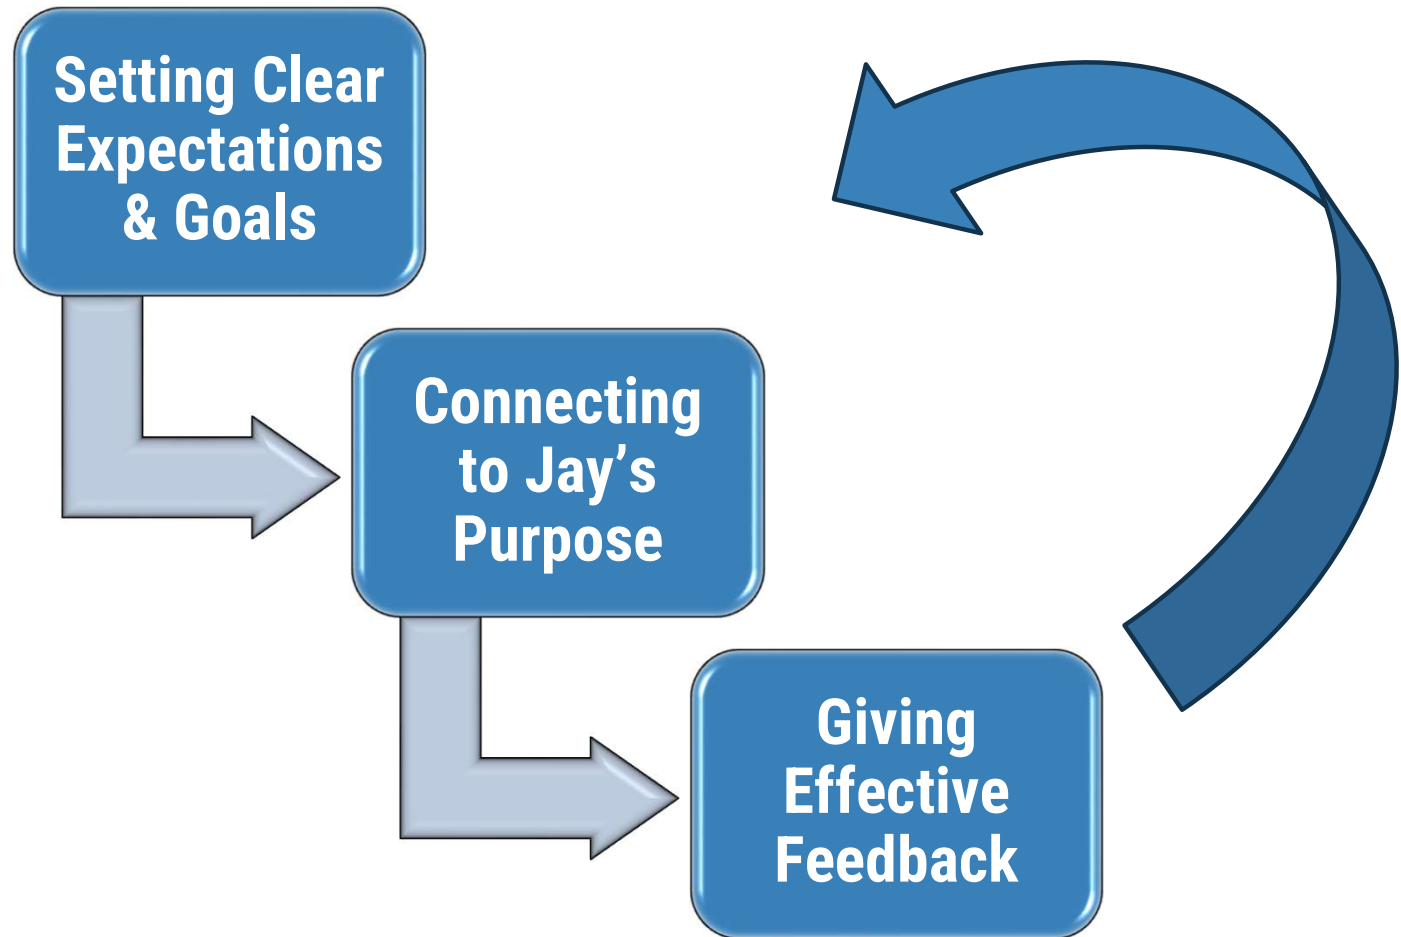 Setting Clear
Expectations
& Goals
Connecting
to Jay’s
Purpose
Giving
Effective
Feedback